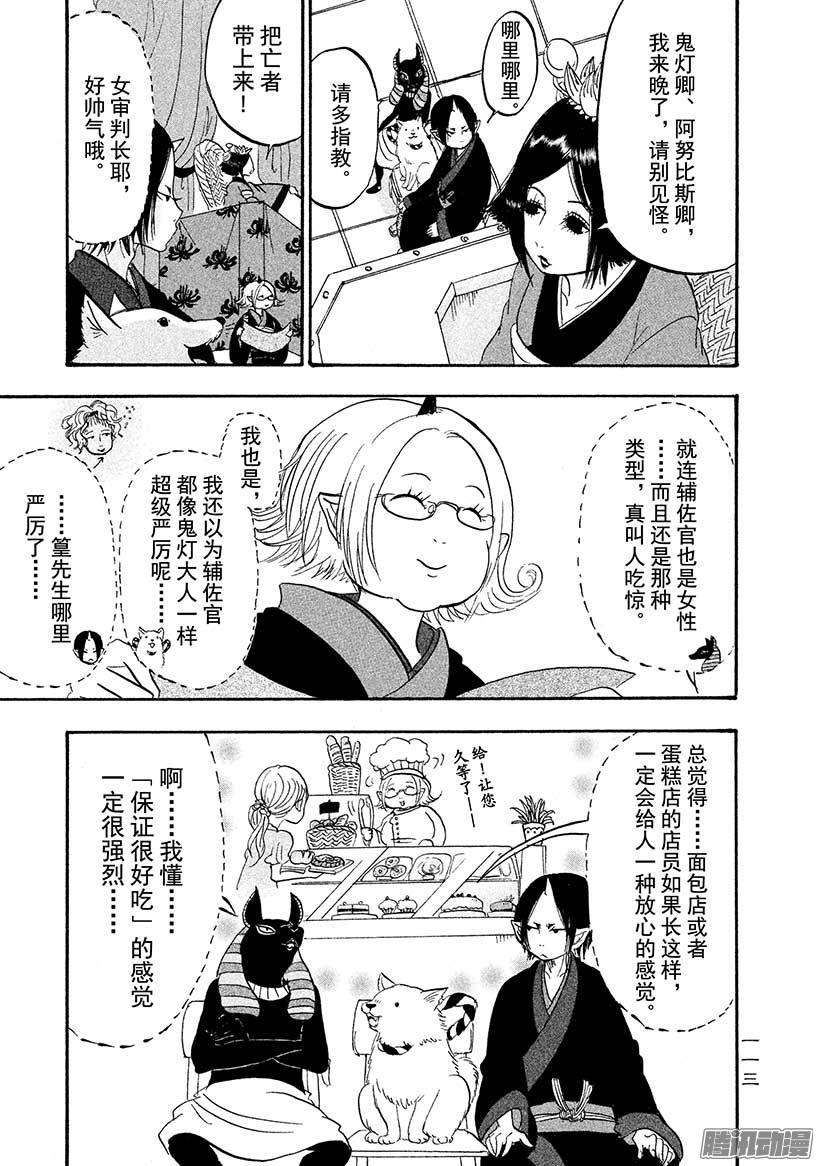 鬼灯卿、阿努比斯卿，
我来晚了，请别见怪。
哪里哪里。
请多指教。
把亡者
带上来！
女审判长耶，
好帅气哦。
就连辅佐官也是女性
……而且还是那种
类型，真叫人吃惊。
我也是，
我还以为辅佐官
都像鬼灯大人一样
超级严厉呢……
……篁先生哪里
严厉了……
总觉得……面包店或者
蛋糕店的店员如果长这样，
一定会给人一种放心的感觉。
给！让您
久等了——
啊……我懂……
「保证很好吃」的感觉
一定很强烈……
一一三
腾讯动漫